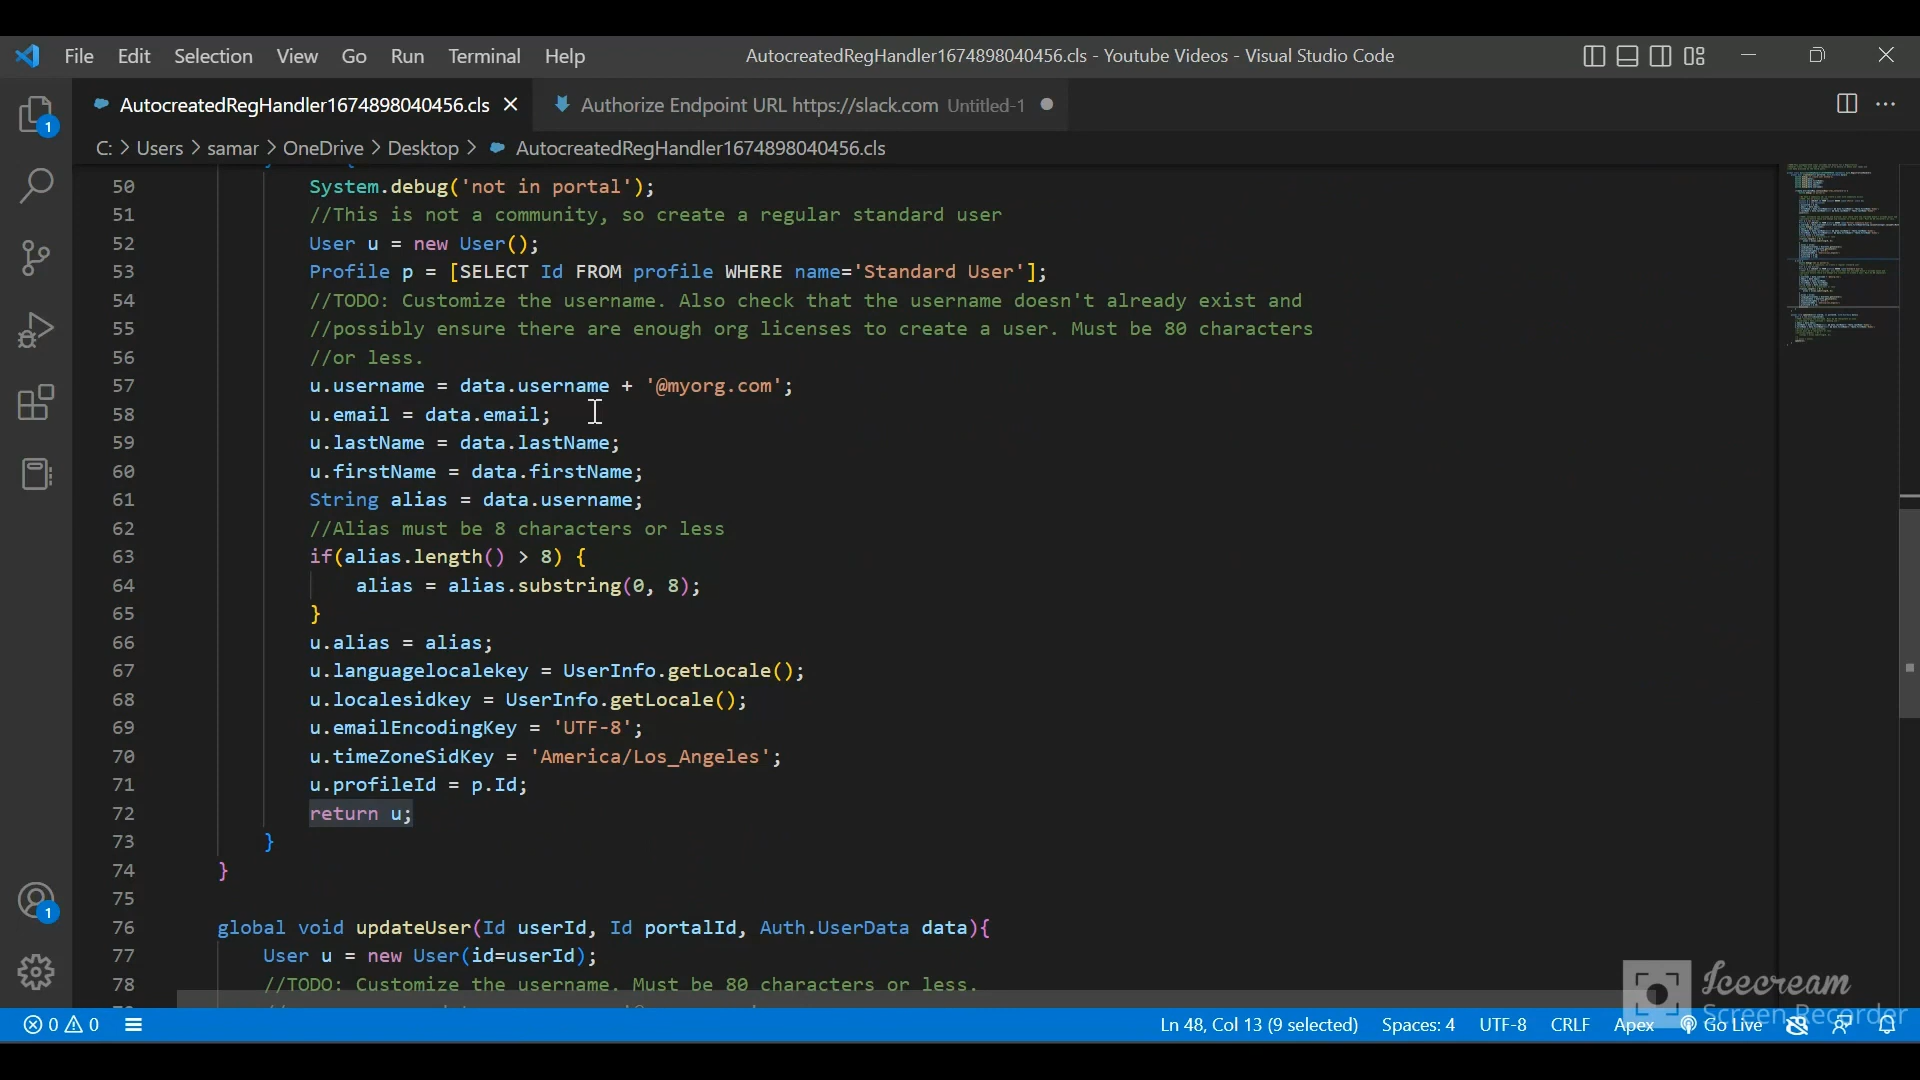 File Edit Selection View Go Run Terminal Help AutocreatedRegHandler1674898040456.cls - Youtube Videos - Visual Studio Code
AutocreatedRegHandler1674898040456.cls Authorize Endpoint URL https://slack.com Untitled-1
C: > Users > samar > OneDrive > Desktop > AutocreatedRegHandler1674898040456.cls
50 System.debug('not in portal');
51 //This is not a community, so create a regular standard user
52 User u = new User();
53 Profile p = [SELECT Id FROM profile WHERE name='Standard User'];
54 //TODO: Customize the username. Also check that the username doesn't already exist and
55 //possibly ensure there are enough org licenses to create a user. Must be 80 characters
56 //or less.
57 u.username = data.username + '@myorg.com';
58 u.email = data.email;
59 u.lastName = data.lastName;
60 u.firstName = data.firstName;
61 String alias = data.username;
62 //Alias must be 8 characters or less
63 if(alias.length() > 8) {
64 alias = alias.substring(0, 8);
65 }
66 u.alias = alias;
67 u.languagelocalekey = UserInfo.getLocale();
68 u.localesidkey = UserInfo.getLocale();
69 u.emailEncodingKey = 'UTF-8';
70 u.timeZoneSidKey = 'America/Los_Angeles';
71 u.profileId = p.Id;
72 return u;
73 }
74 }
75
76 global void updateUser(Id userId, Id portalId, Auth.UserData data){
77 User u = new User(id=userId);
78 //TODO: Customize the username. Must be 80 characters or less.
1
1
Icecream
Screen Recorder
0 0 Ln 48, Col 13 (9 selected) Spaces: 4 UTF-8 CRLF Apex Go Live